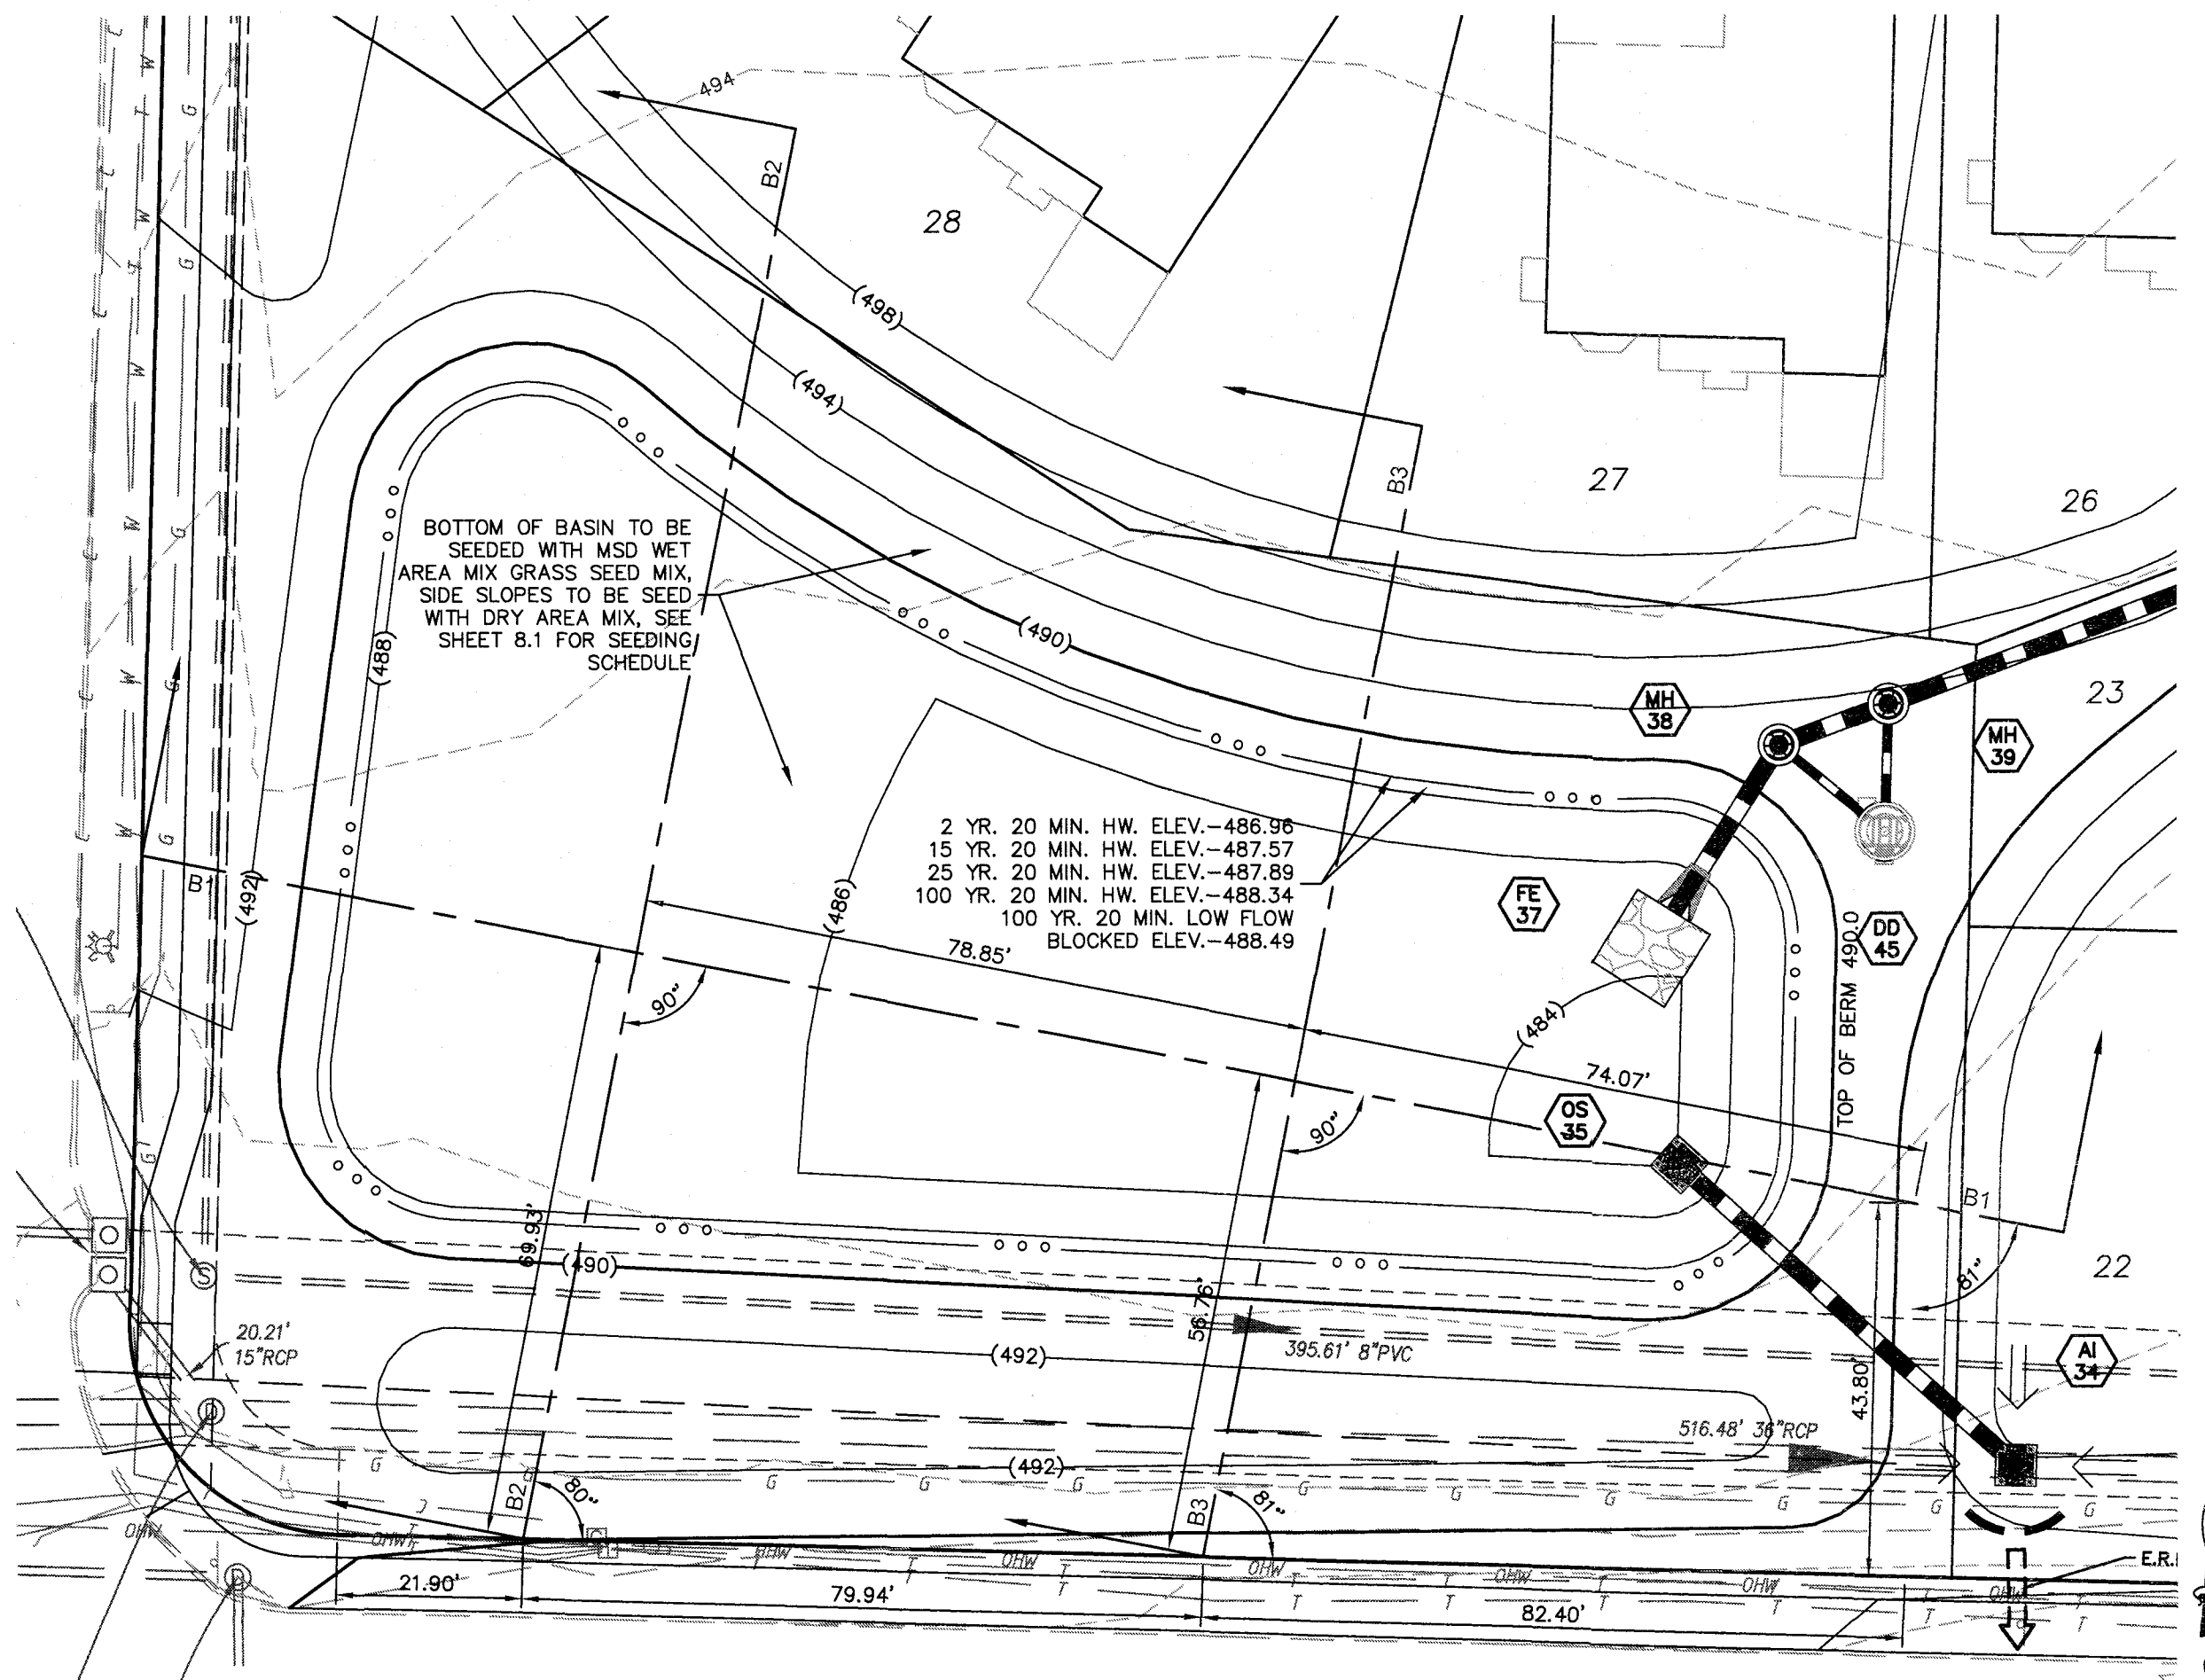 494
B2
28
(498)
(494)
B3
27
26
BOTTOM OF BASIN TO BE
SEEDED WITH MSD WET
AREA MIX GRASS SEED MIX,
SIDE SLOPES TO BE SEED
WITH DRY AREA MIX, SEE
SHEET 8.1 FOR SEEDING
SCHEDULE
(488)
(490)
MH
38
23
MH
39
2 YR. 20 MIN. HW. ELEV.-486.96
15 YR. 20 MIN. HW. ELEV.-487.57
25 YR. 20 MIN. HW. ELEV.-487.89
100 YR. 20 MIN. HW. ELEV.-488.34
100 YR. 20 MIN. LOW FLOW
BLOCKED ELEV.-488.49
B1
(492)
(486)
FE
37
DD
45
78.85'
TOP OF BERM 490.0
90"
(484)
74.07'
OS
35
90"
B1
69.93'
(490)
S
22
81"
56.76'
20.21'
15"RCP
(492)
395.61' 8"PVC
AI
34
43.80'
516.48' 36"RCP
(492)
D
B2
80"
B3
81"
G
G
G
G
G
G
G
G
G
G
OHW
OHW
OHW
OHW
OHW
OHW
OHW
T
T
T
T
E.R.
D
21.90'
79.94'
82.40'